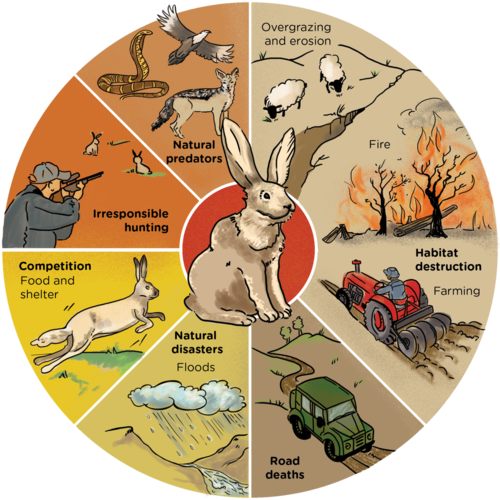 Overgrazing
and erosion
Fire
Habitat
destruction
Farming
Road
deaths
Natural
disasters
Floods
Competition
Food and
shelter
Irresponsible
hunting
Natural
predators